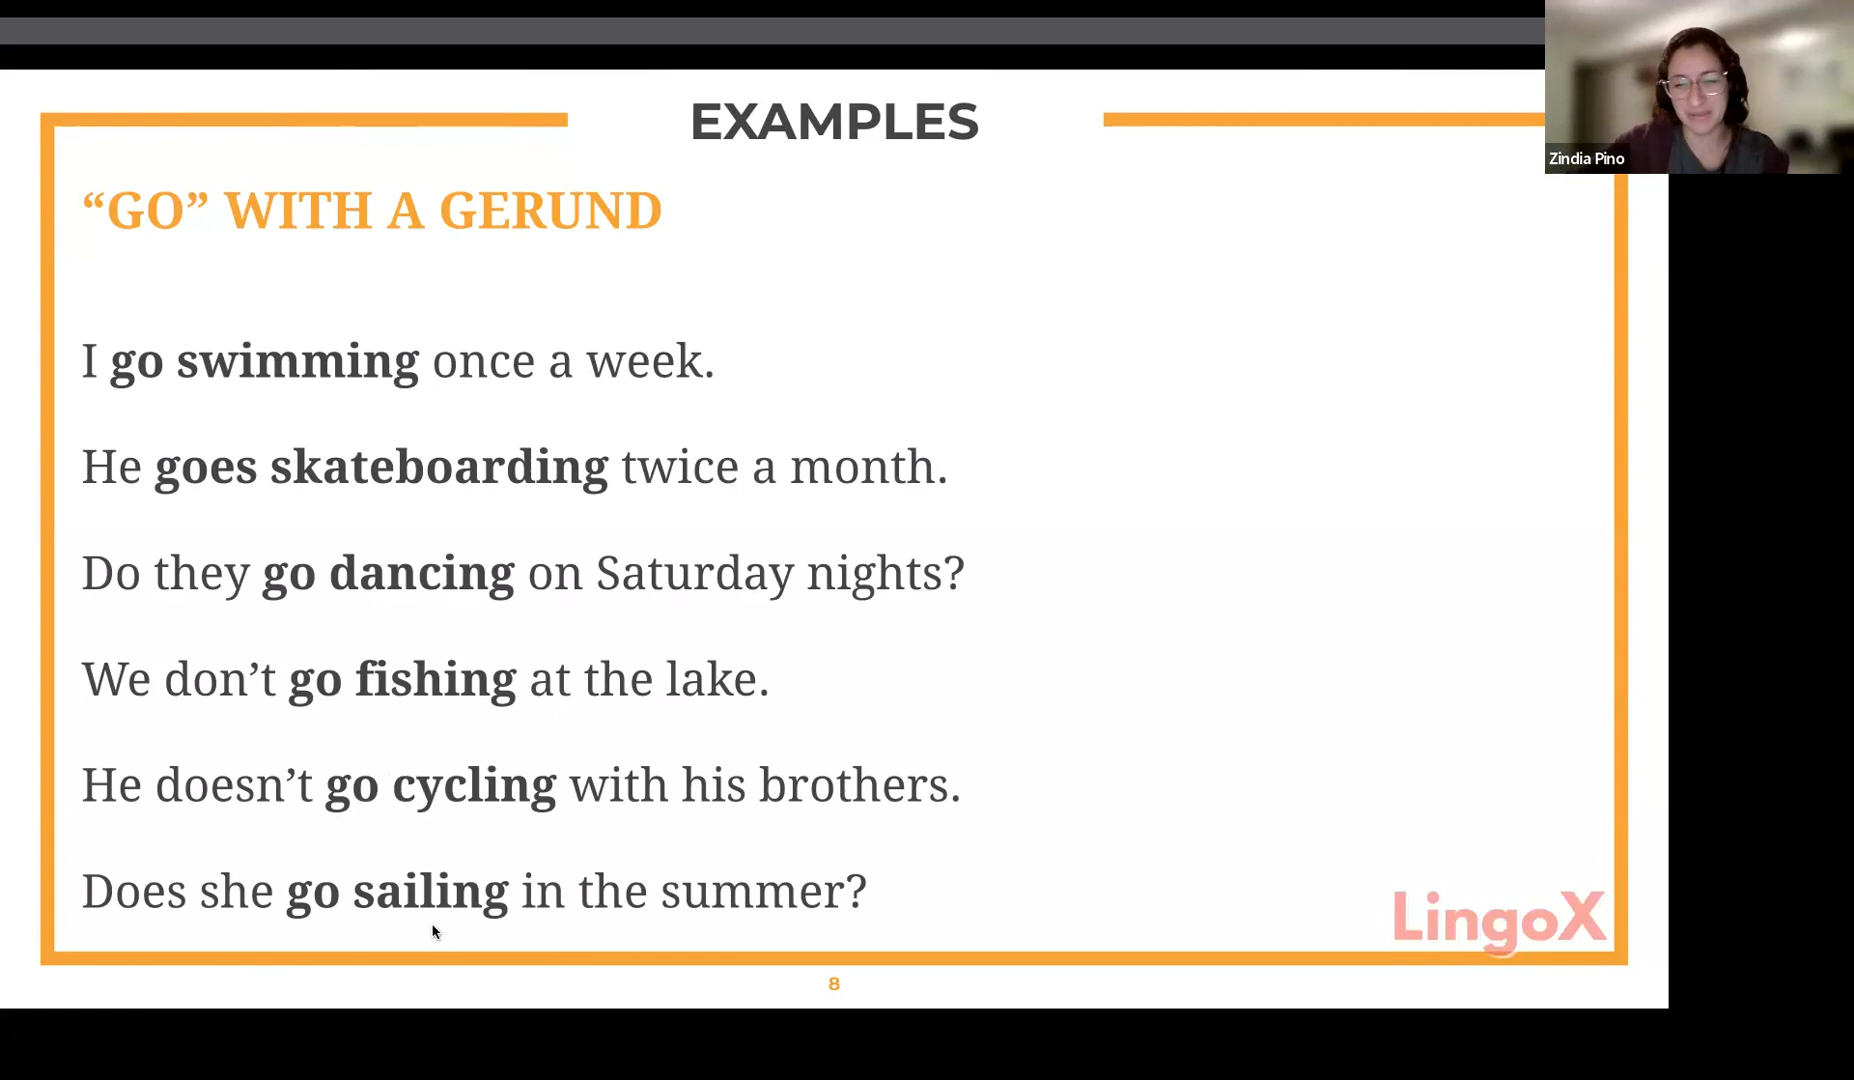 EXAMPLES
Zindia Pino
“GO” WITH A GERUND
I go swimming once a week.
He goes skateboarding twice a month.
Do they go dancing on Saturday nights?
We don’t go fishing at the lake.
He doesn’t go cycling with his brothers.
Does she go sailing in the summer?
LingoX
8